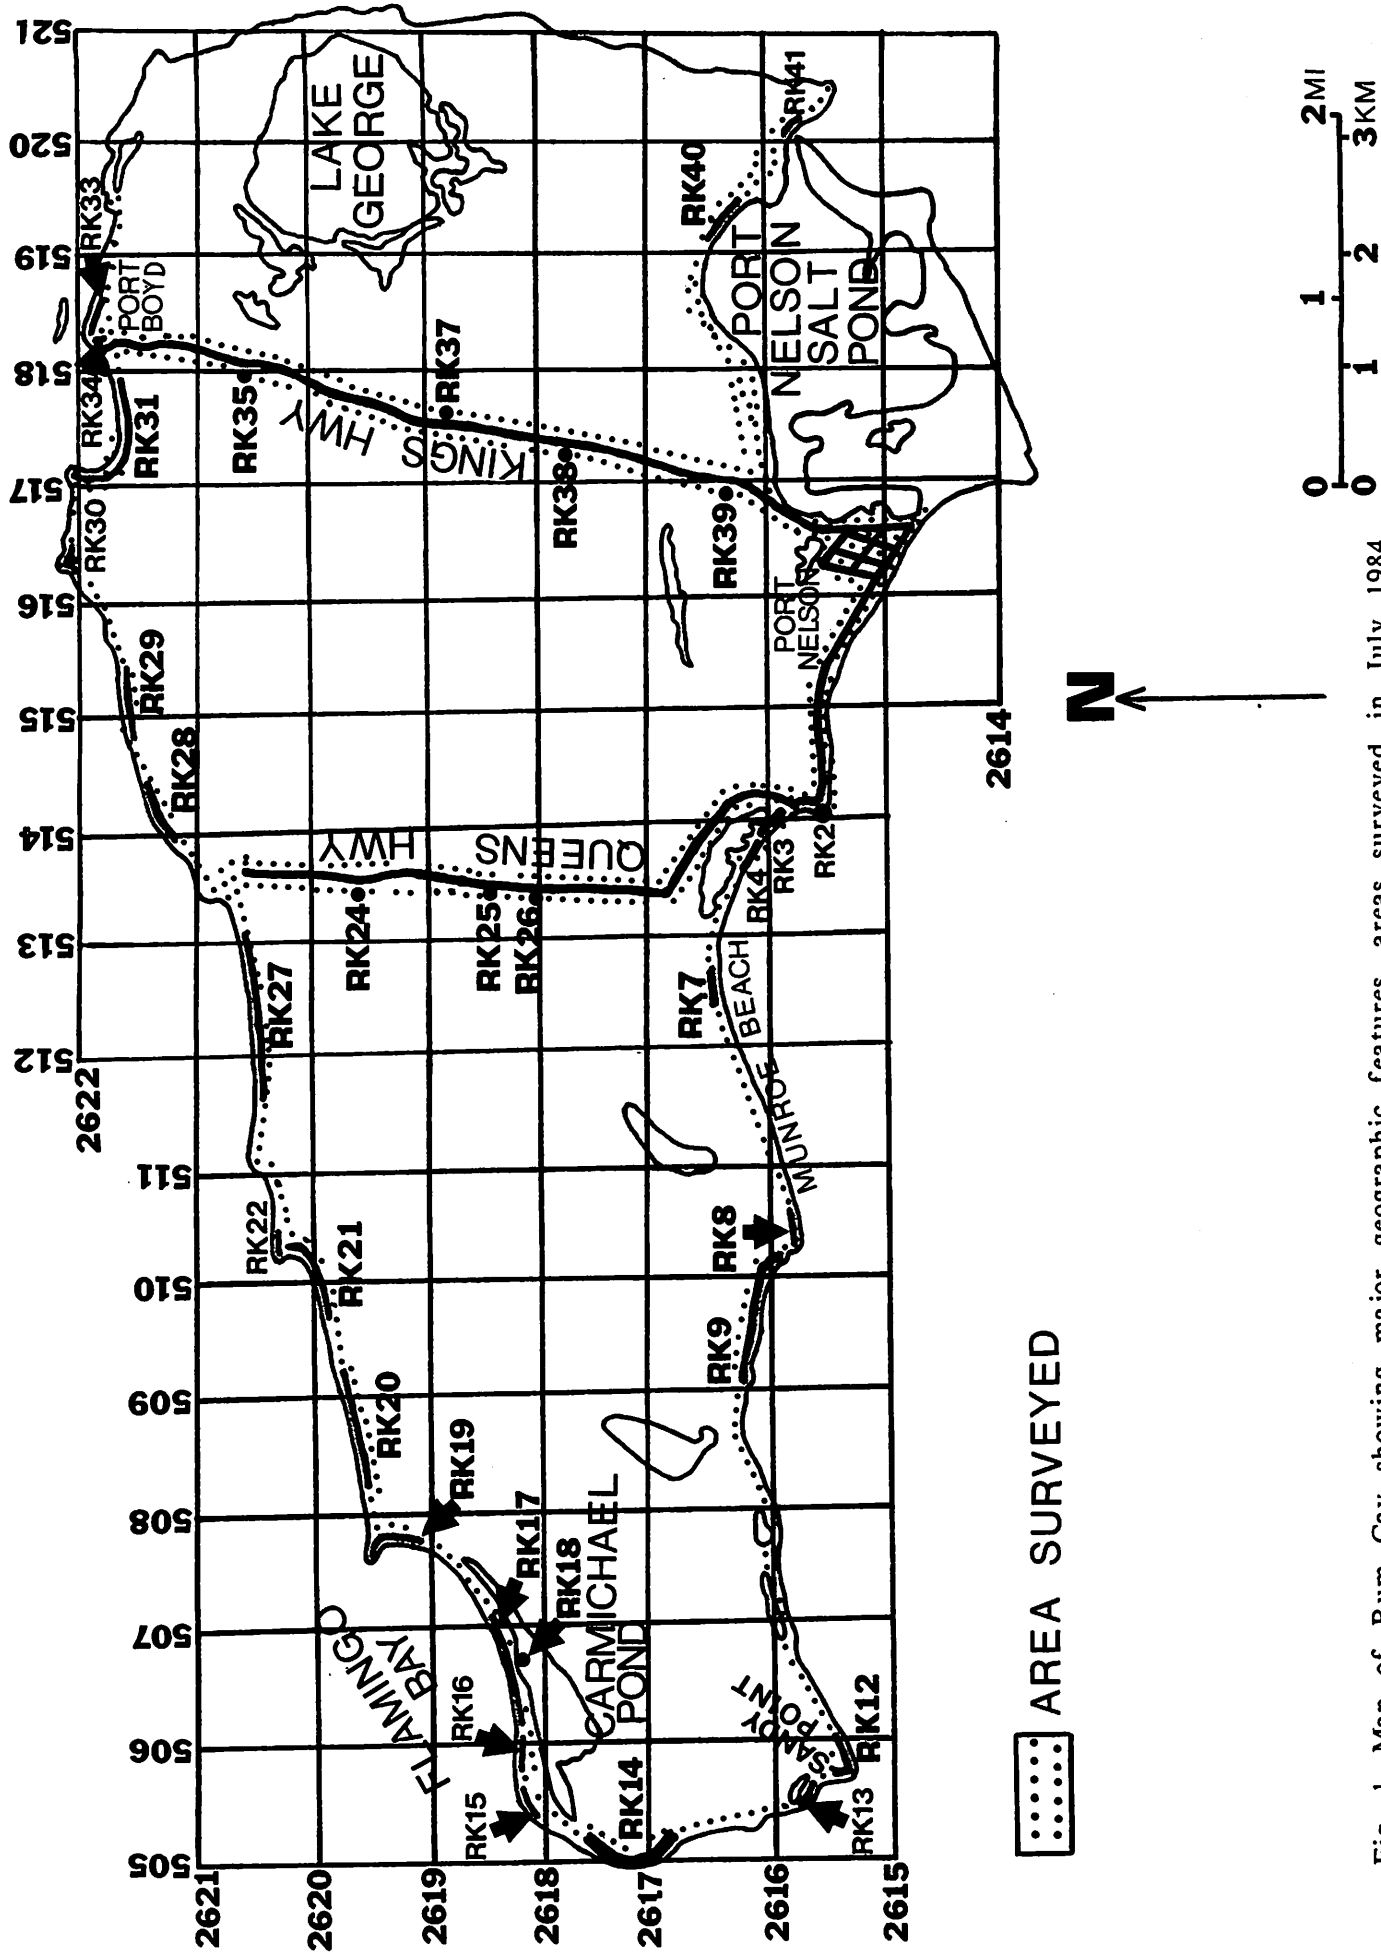 505
506
507
508
509
510
511
512
513
514
515
516
517
518
519
520
521
2622
2621
2620
2619
2618
2617
2616
2615
2614
RK30
RK34
RK33
PORT
BOYD
RK31
RK29
RK28
RK27
RK22
RK21
RK20
RK19
RK17
RK18
FLAMINGO
BAY
RK16
RK15
CARMICHAEL
POND
RK14
RK13
RK12
SANDY
POINT
RK9
RK8
MUNROE
BEACH
RK7
RK4
RK3
RK2
QUEENS
HWY
RK24
RK25
RK26
KINGS
HWY
RK35
RK37
RK38
RK39
LAKE
GEORGE
RK40
RK41
PORT
NELSON
SALT
POND
PORT
NELSON
AREA SURVEYED
N
0 1 2MI
0 1 2 3KM
Fig. 1. Map of Rum Cay showing major geographic features, areas surveyed in July 1984